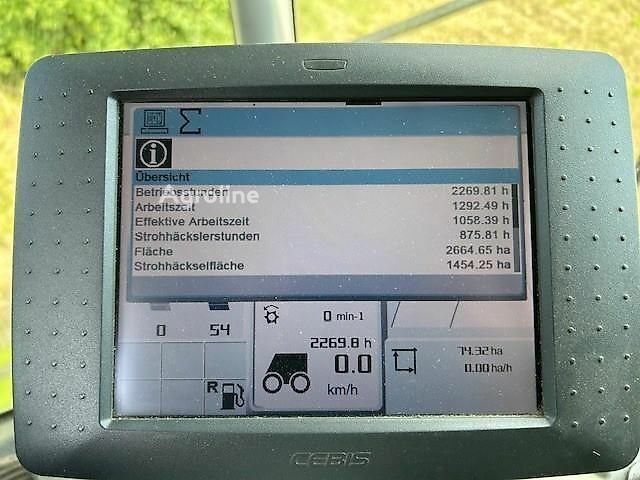 Σ
Übersicht
Betriebsstunden 2269.81 h
Arbeitszeit 1292.49 h
Effektive Arbeitszeit 1058.39 h
Strohhäckslerstunden 875.81 h
Fläche 2664.65 ha
Strohhäckselfläche 1454.25 ha
Agroline
0 54
0 min-1
2269.8 h
0.0
km/h
74.32 ha
0.00 ha/h
R
CEBIS